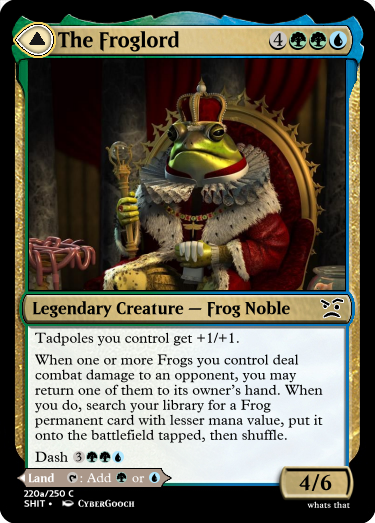 The Froglord 4
Legendary Creature — Frog Noble
Tadpoles you control get +1/+1.
When one or more Frogs you control deal
combat damage to an opponent, you may
return one of them to its owner's hand. When
you do, search your library for a Frog
permanent card with lesser mana value, put it
onto the battlefield tapped, then shuffle.
Dash 3
Land : Add or
4/6
220a/250 C
SHIT • CyberGooch
whats that